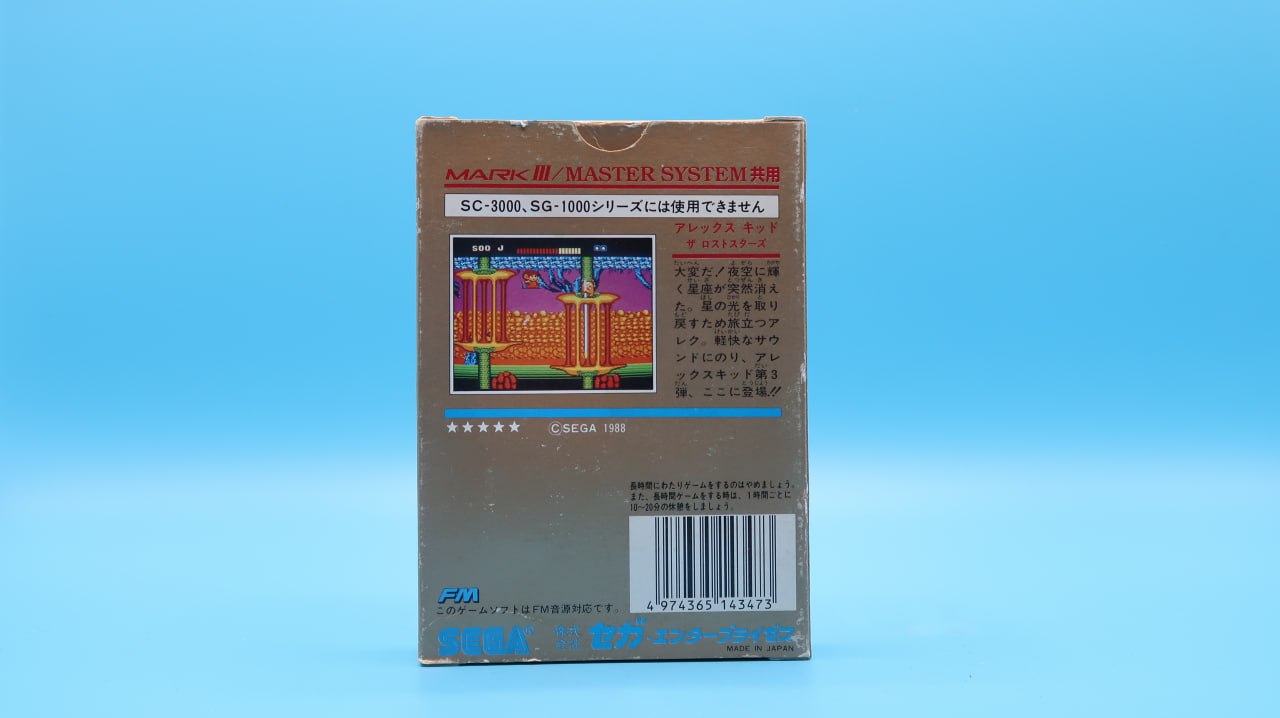 MARK III/MASTER SYSTEM共用
SC-3000、SG-1000シリーズには使用できません
アレックス キッド
ザ ロストスターズ
大変だ!夜空に輝
く星座が突然消え
た。星の光を取り
戻すため旅立つア
レク。軽快なサウ
ンドにのり、アレ
ックスキッド第3
弾、ここに登場!!
★★★★★ ©SEGA 1988
長時間にわたりゲームをするのはやめましょう。
また、長時間ゲームをする時は、1時間ごとに
10〜20分の休憩をしましょう。
4 974365 143473
FM
このゲームソフトはFM音源対応です。
SEGA® 株式会社 セガ・エンタープライゼス
MADE IN JAPAN